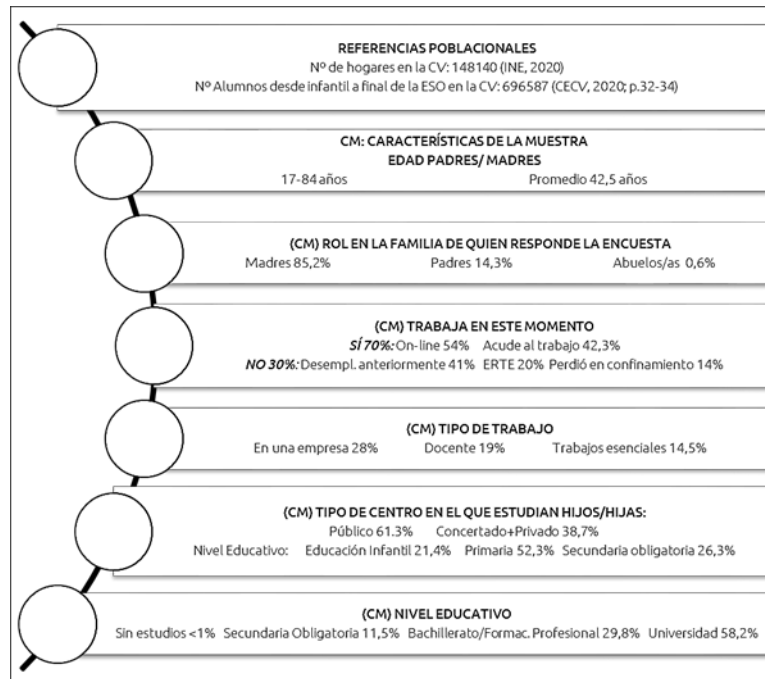 REFERENCIAS POBLACIONALES
Nº de hogares en la CV: 148140 (INE, 2020)
Nº Alumnos desde infantil a final de la ESO en la CV: 696587 (CECV, 2020; p.32-34)
CM: CARACTERÍSTICAS DE LA MUESTRA
EDAD PADRES/ MADRES
17-84 años Promedio 42,5 años
(CM) ROL EN LA FAMILIA DE QUIEN RESPONDE LA ENCUESTA
Madres 85,2% Padres 14,3% Abuelos/as 0,6%
(CM) TRABAJA EN ESTE MOMENTO
SÍ 70%: On-line 54% Acude al trabajo 42,3%
NO 30%: Desempl. anteriormente 41% ERTE 20% Perdió en confinamiento 14%
(CM) TIPO DE TRABAJO
En una empresa 28% Docente 19% Trabajos esenciales 14,5%
(CM) TIPO DE CENTRO EN EL QUE ESTUDIAN HIJOS/HIJAS:
Público 61.3% Concertado+Privado 38,7%
Nivel Educativo: Educación Infantil 21,4% Primaria 52,3% Secundaria obligatoria 26,3%
(CM) NIVEL EDUCATIVO
Sin estudios <1% Secundaria Obligatoria 11,5% Bachillerato/Formac. Profesional 29,8% Universidad 58,2%